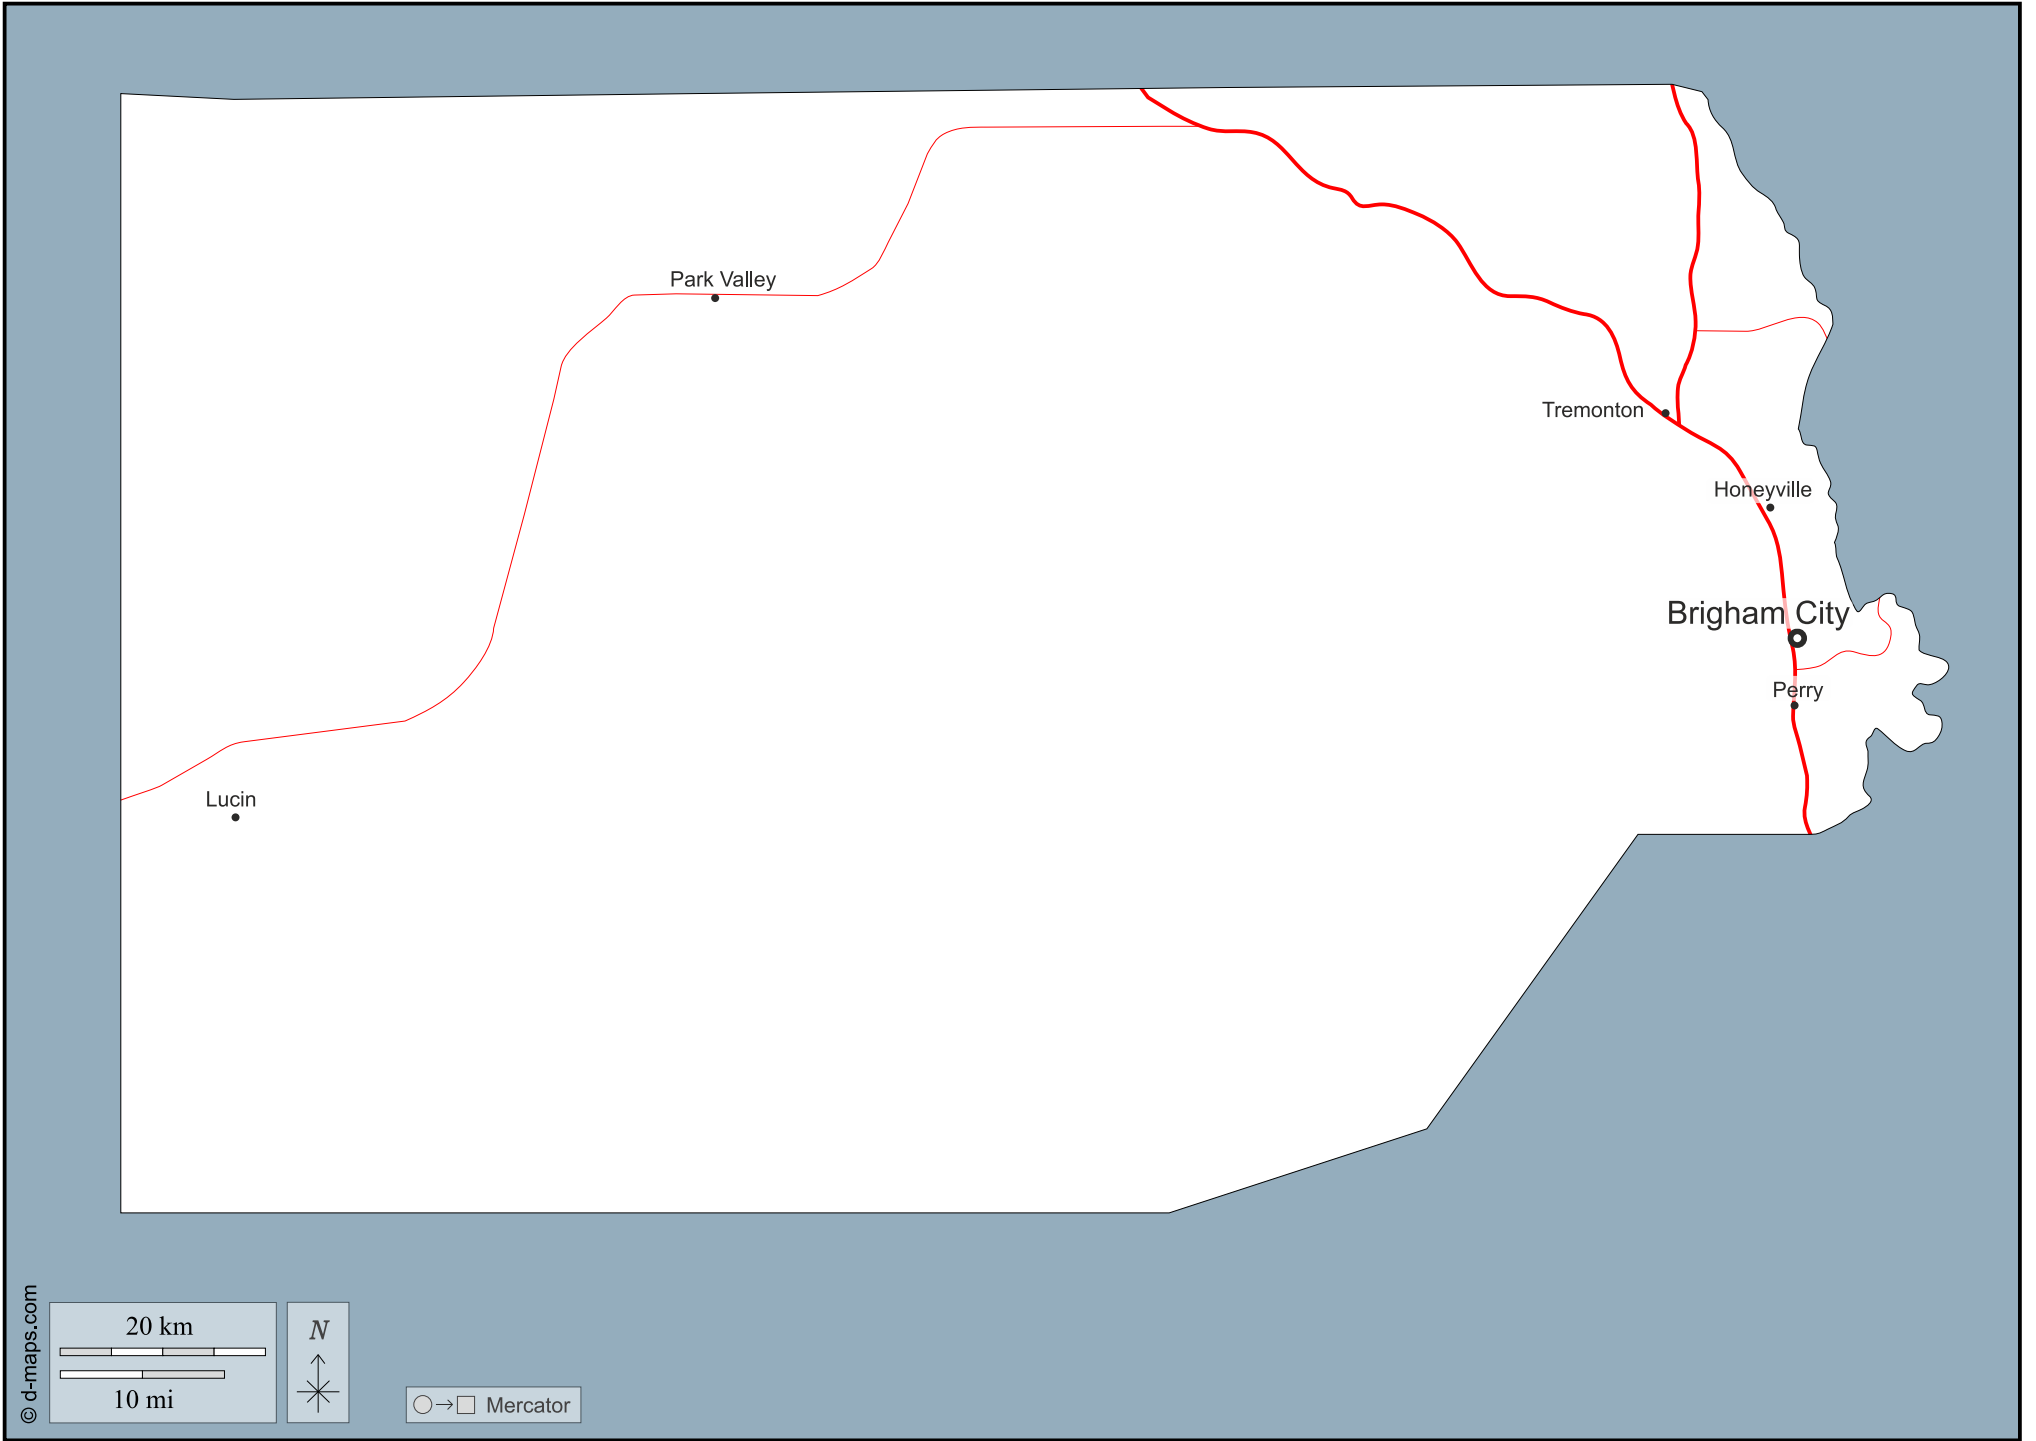 Park Valley
Tremonton
Honeyville
Brigham City
Perry
Lucin
© d-maps.com
20 km
10 mi
N
Mercator